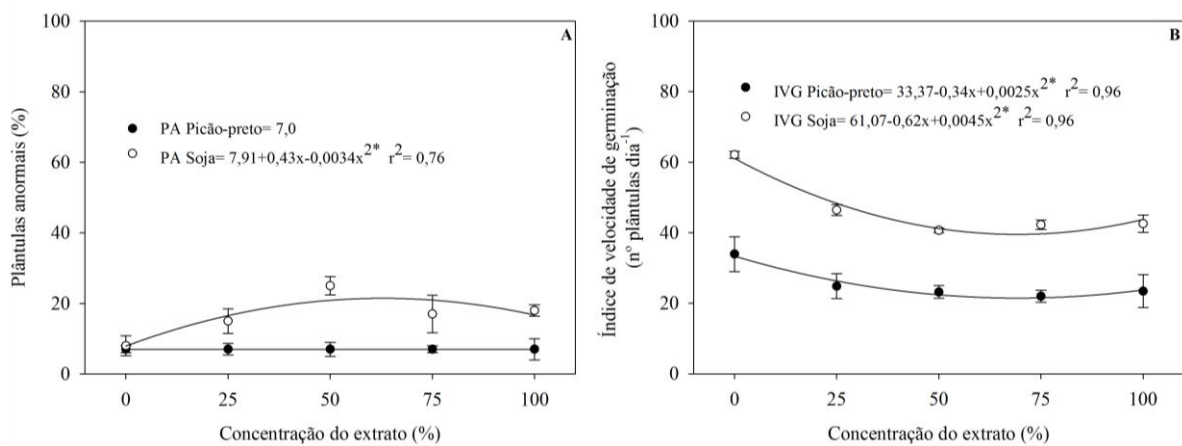 A
Plântulas anormais (%)
100
80
60
40
20
0
PA Picão-preto= 7,0
PA Soja= 7,91+0,43x-0,0034x²* r²= 0,76
0 25 50 75 100
Concentração do extrato (%)
B
Índice de velocidade de germinação
(nº plântulas dia⁻¹)
100
80
60
40
20
0
IVG Picão-preto= 33,37-0,34x+0,0025x²* r²= 0,96
IVG Soja= 61,07-0,62x+0,0045x²* r²= 0,96
0 25 50 75 100
Concentração do extrato (%)